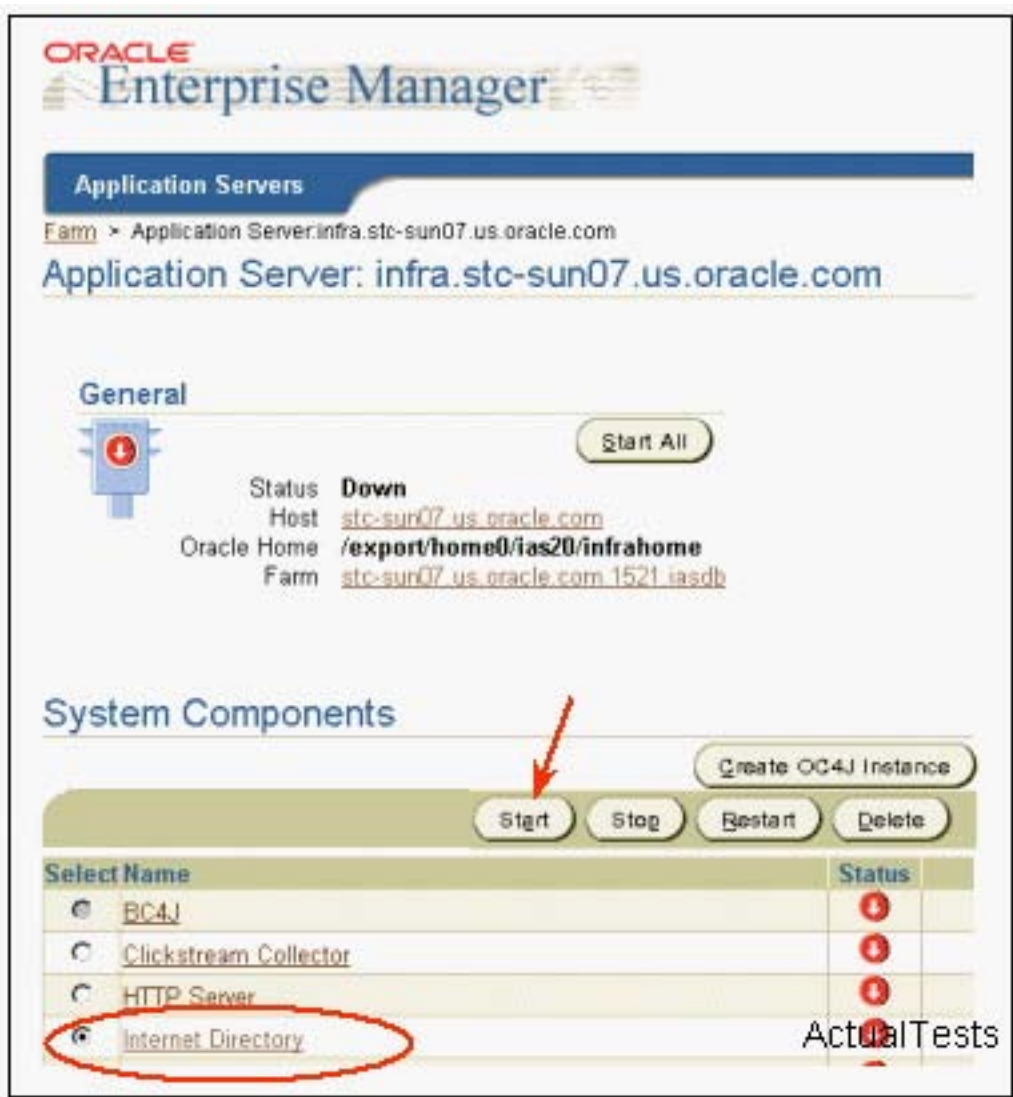 ORACLE
Enterprise Manager
Application Servers
Farm > Application Server:infra.stc-sun07.us.oracle.com
Application Server: infra.stc-sun07.us.oracle.com
General
Start All
Status Down
Host stc-sun07.us.oracle.com
Oracle Home /export/home0/ias20/infrahome
Farm stc-sun07.us.oracle.com.1521.iasdb
System Components
Create OC4J Instance
Start Stop Restart Delete
Select Name Status
BC4J
Clickstream Collector
HTTP Server
Internet Directory
ActualTests